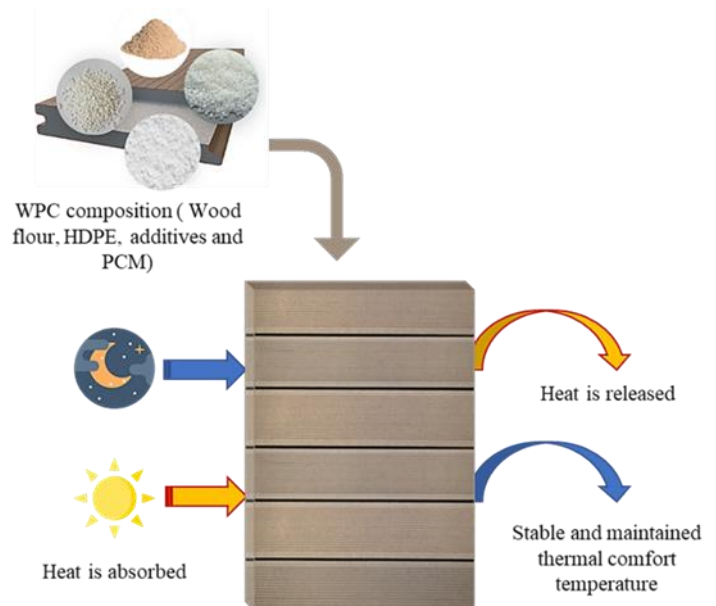 WPC composition ( Wood
flour, HDPE, additives and
PCM)
Heat is released
Heat is absorbed
Stable and maintained
thermal comfort
temperature